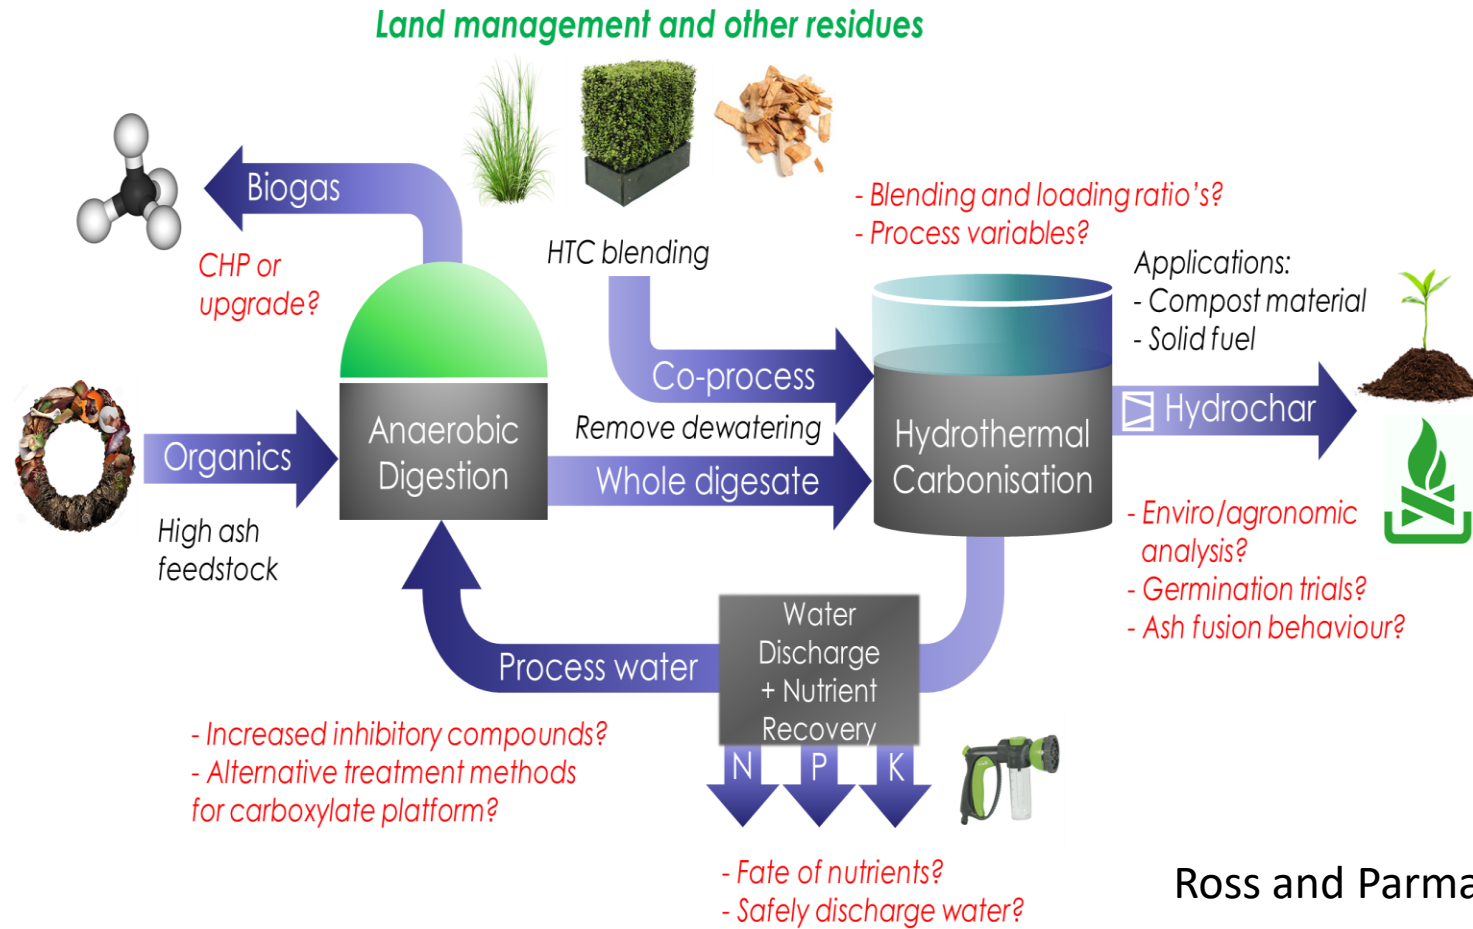 Land management and other residues
Biogas
CHP or
upgrade?
HTC blending
- Blending and loading ratio's?
- Process variables?
Applications:
- Compost material
- Solid fuel
Co-process
Remove dewatering
Organics
High ash
feedstock
Anaerobic
Digestion
Whole digesate
Hydrothermal
Carbonisation
Hydrochar
- Enviro/agronomic
analysis?
- Germination trials?
- Ash fusion behaviour?
Water
Discharge
+ Nutrient
Recovery
Process water
- Increased inhibitory compounds?
- Alternative treatment methods
for carboxylate platform?
N P K
- Fate of nutrients?
- Safely discharge water?
Ross and Parma